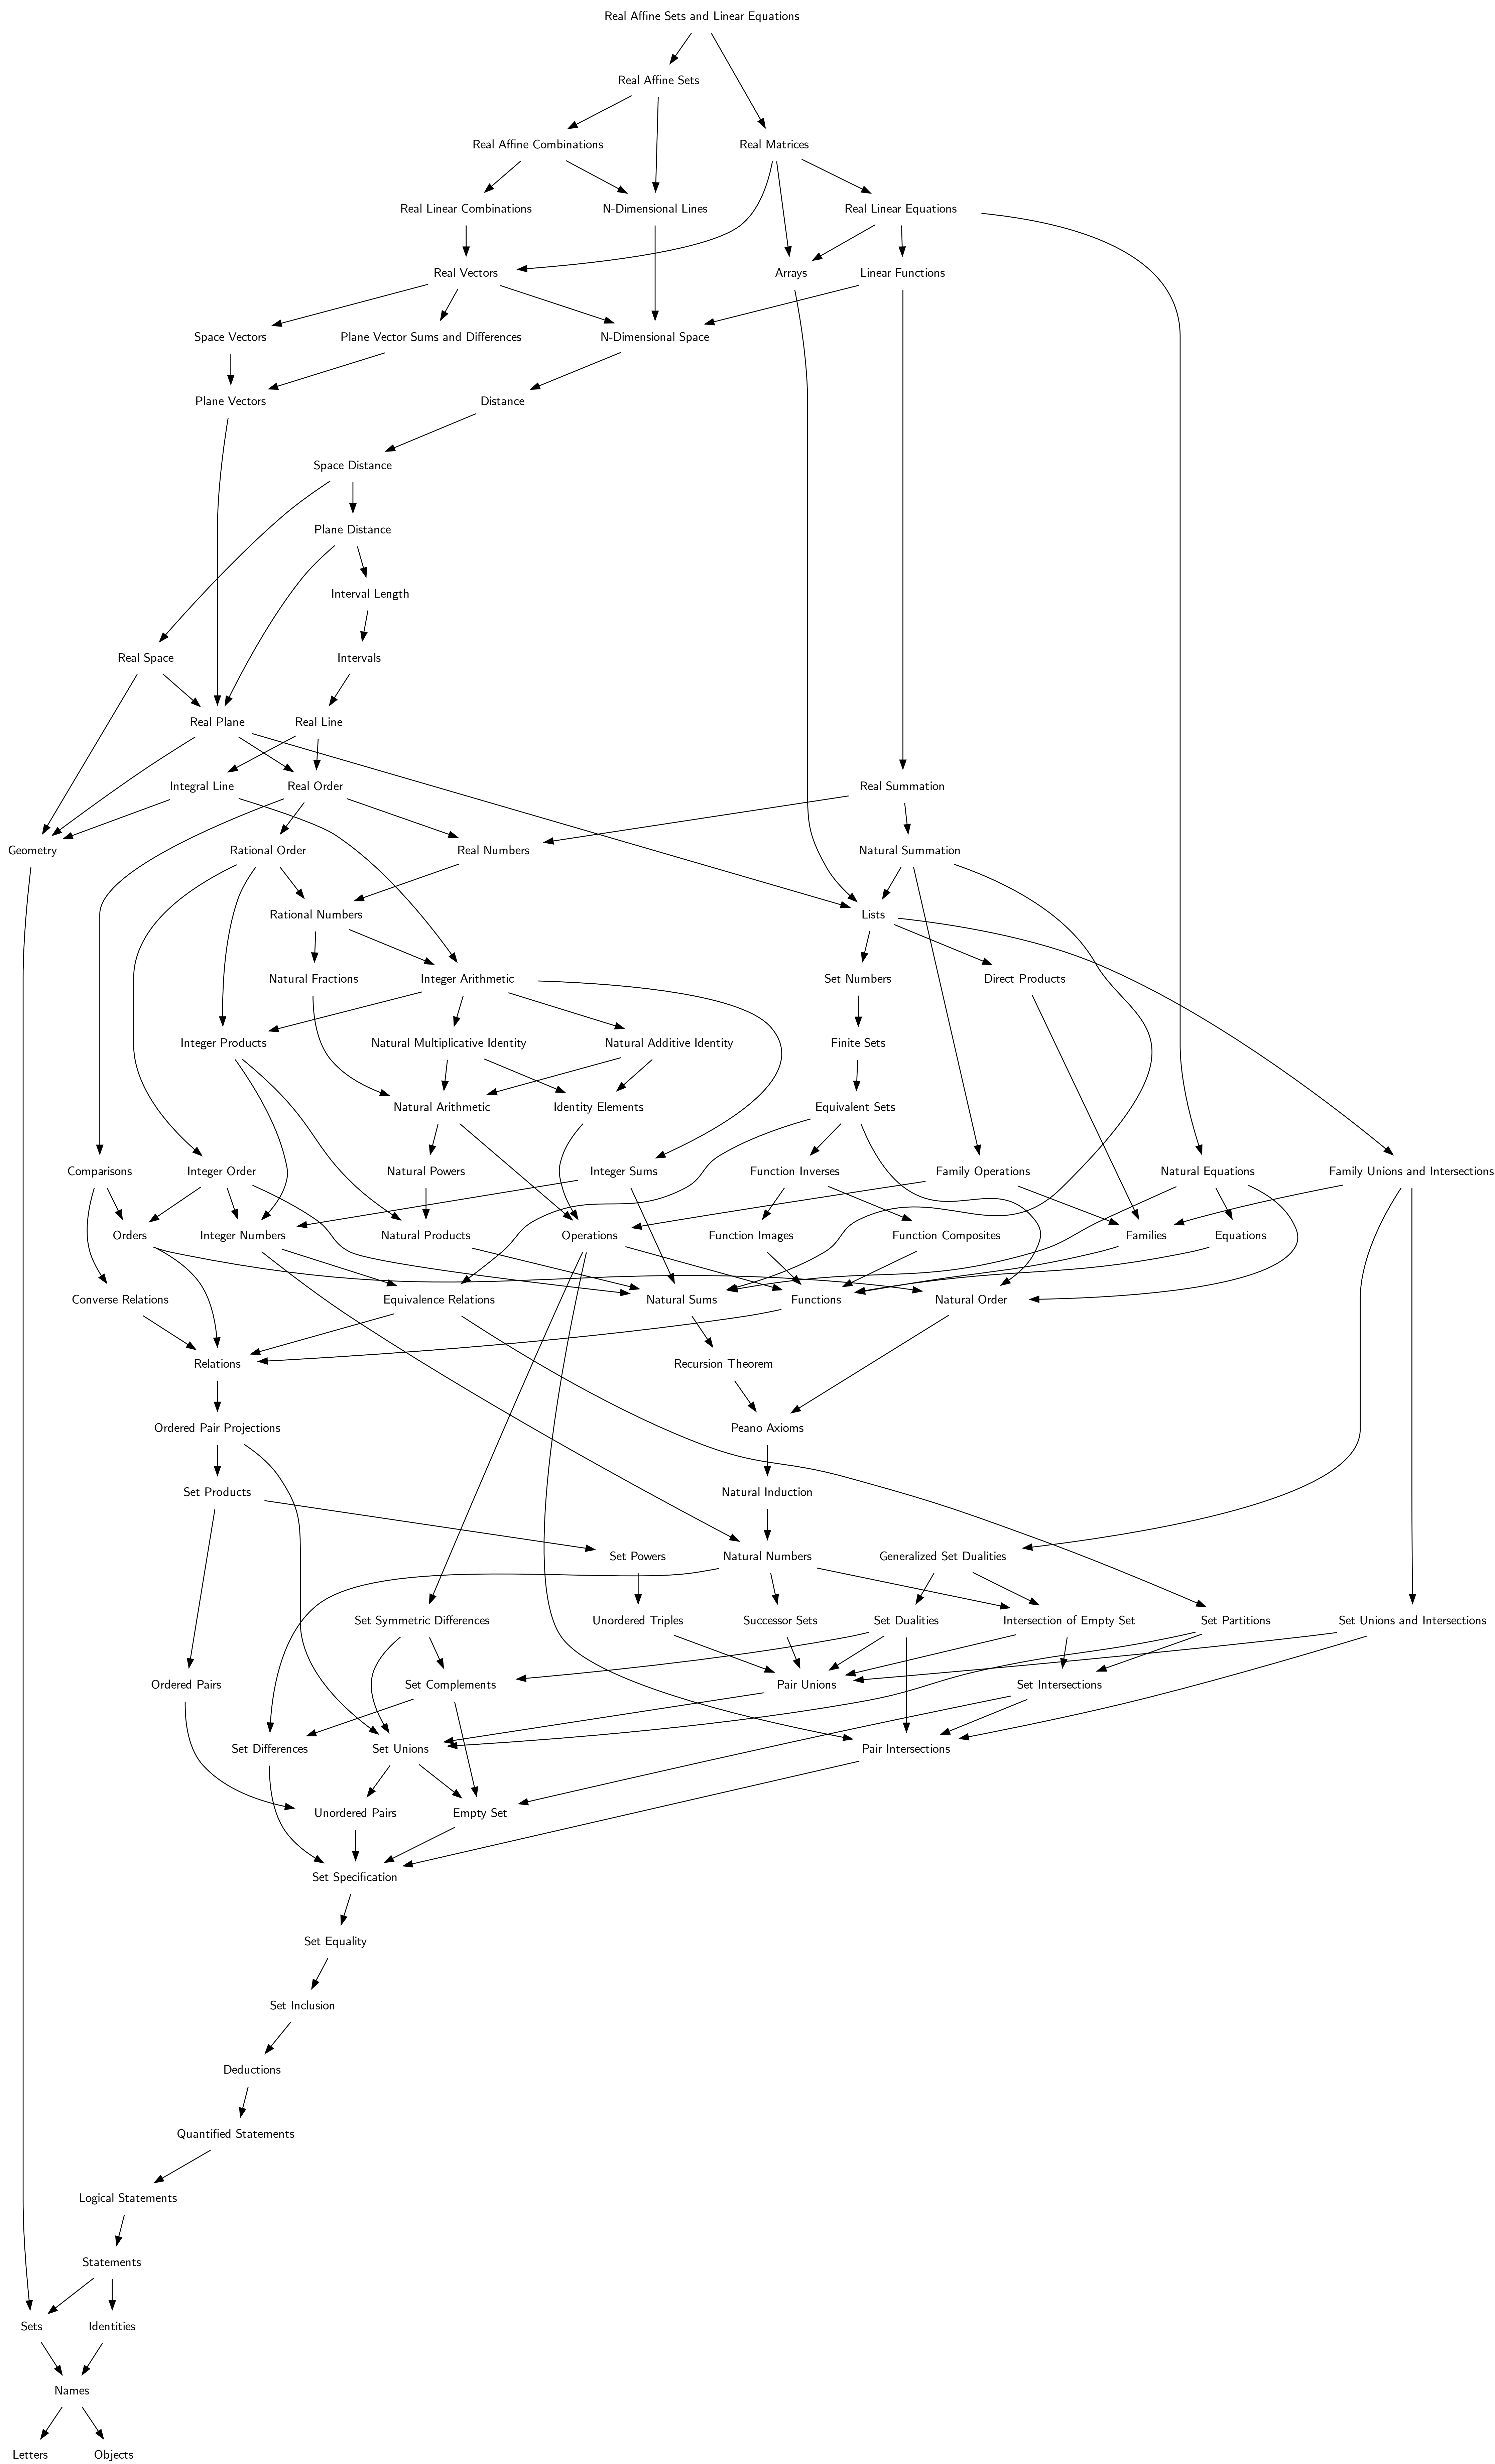 Real Affine Sets and Linear Equations
Real Affine Sets
Real Affine Combinations
Real Matrices
Real Linear Combinations
N-Dimensional Lines
Real Linear Equations
Real Vectors
Arrays
Linear Functions
Space Vectors
Plane Vector Sums and Differences
N-Dimensional Space
Plane Vectors
Distance
Space Distance
Plane Distance
Interval Length
Real Space
Intervals
Real Plane
Real Line
Integral Line
Real Order
Real Summation
Geometry
Rational Order
Real Numbers
Natural Summation
Rational Numbers
Lists
Natural Fractions
Integer Arithmetic
Set Numbers
Direct Products
Integer Products
Natural Multiplicative Identity
Natural Additive Identity
Finite Sets
Natural Arithmetic
Identity Elements
Equivalent Sets
Comparisons
Integer Order
Natural Powers
Integer Sums
Function Inverses
Family Operations
Natural Equations
Family Unions and Intersections
Orders
Integer Numbers
Natural Products
Operations
Function Images
Function Composites
Families
Equations
Converse Relations
Equivalence Relations
Natural Sums
Functions
Natural Order
Relations
Recursion Theorem
Ordered Pair Projections
Peano Axioms
Set Products
Natural Induction
Set Powers
Natural Numbers
Generalized Set Dualities
Set Symmetric Differences
Unordered Triples
Successor Sets
Set Dualities
Intersection of Empty Set
Set Partitions
Set Unions and Intersections
Ordered Pairs
Set Complements
Pair Unions
Set Intersections
Set Differences
Set Unions
Pair Intersections
Unordered Pairs
Empty Set
Set Specification
Set Equality
Set Inclusion
Deductions
Quantified Statements
Logical Statements
Statements
Sets
Identities
Names
Letters
Objects